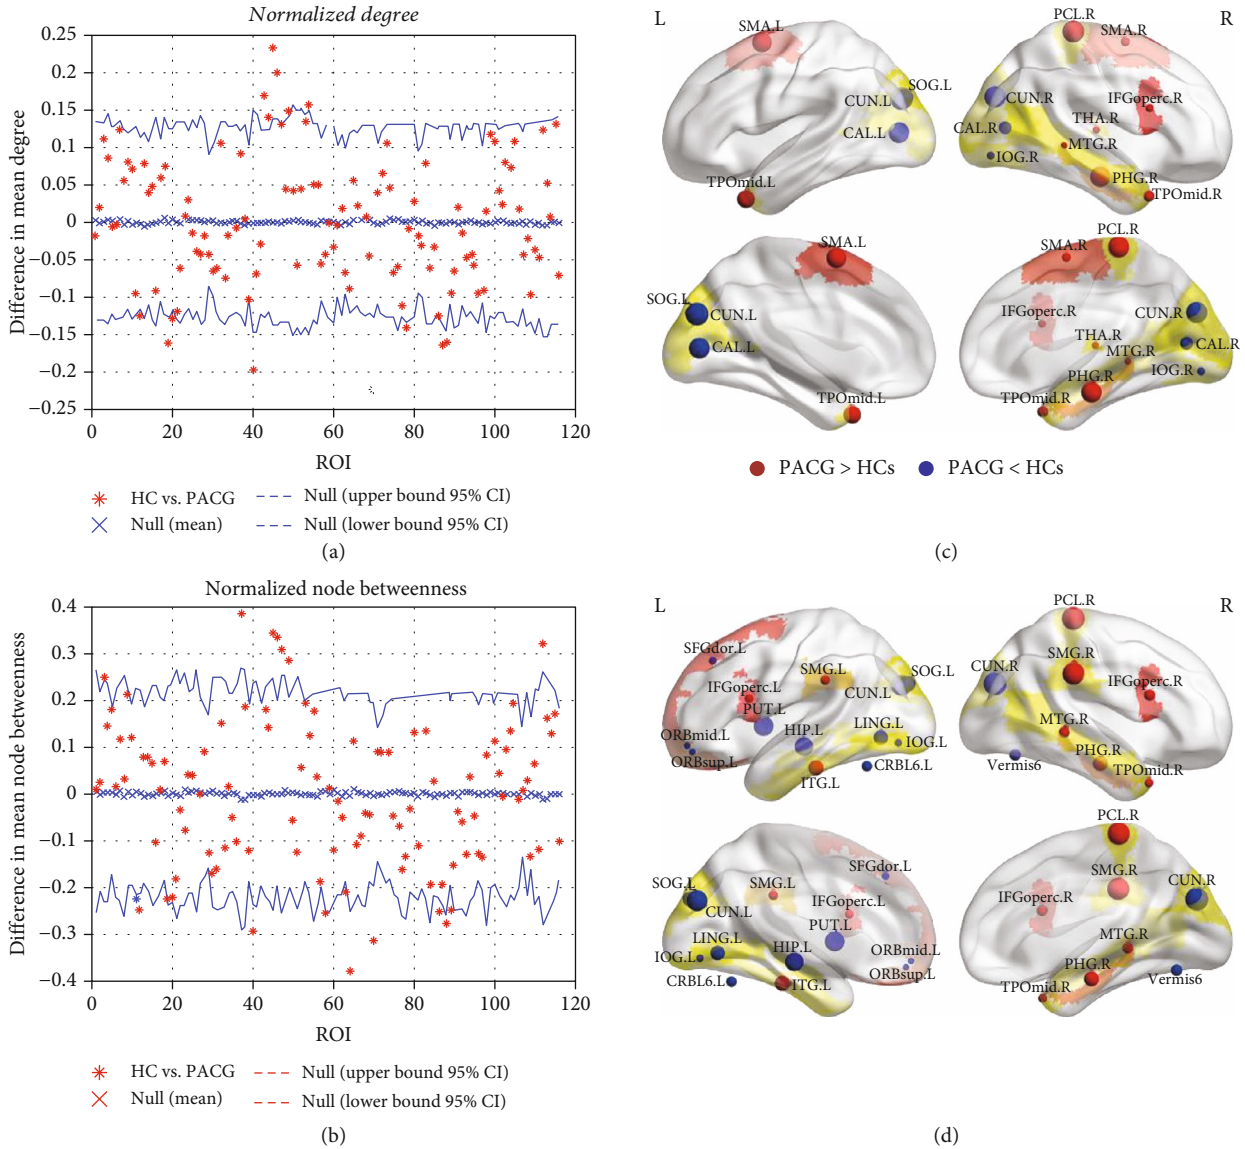 Normalized degree
0.25
0.2
0.15
0.1
0.05
0
−0.05
−0.1
−0.15
−0.2
−0.25
Difference in mean degree
0 20 40 60 80 100 120
ROI
HC vs. PACG
Null (mean)
Null (upper bound 95% CI)
Null (lower bound 95% CI)
(a)
L
R
SMA.L
SOG.L
CUN.L
CAL.L
TPOmid.L
PCL.R
SMA.R
CUN.R
IFGoperc.R
THA.R
CAL.R
MTG.R
IOG.R
PHG.R
TPOmid.R
SMA.L
SOG.L
CUN.L
CAL.L
TPOmid.L
PCL.R
SMA.R
IFGoperc.R
CUN.R
THA.R
CAL.R
MTG.R
IOG.R
PHG.R
TPOmid.R
PACG > HCs
PACG < HCs
(c)
Normalized node betweenness
0.4
0.3
0.2
0.1
0
−0.1
−0.2
−0.3
−0.4
Difference in mean node betweenness
0 20 40 60 80 100 120
ROI
HC vs. PACG
Null (mean)
Null (upper bound 95% CI)
Null (lower bound 95% CI)
(b)
L
R
SFGdor.L
SMG.L
SOG.L
IFGoperc.L
CUN.L
PUT.L
HIP.L
LING.L
ORBmid.L
IOG.L
ORBsup.L
CRBL6.L
ITG.L
PCL.R
SMG.R
CUN.R
IFGoperc.R
MTG.R
PHG.R
Vermis6
TPOmid.R
SFGdor.L
SOG.L
SMG.L
CUN.L
IFGoperc.L
PUT.L
LING.L
HIP.L
ORBmid.L
IOG.L
ORBsup.L
CRBL6.L
ITG.L
PCL.R
SMG.R
CUN.R
IFGoperc.R
MTG.R
PHG.R
TPOmid.R
Vermis6
(d)